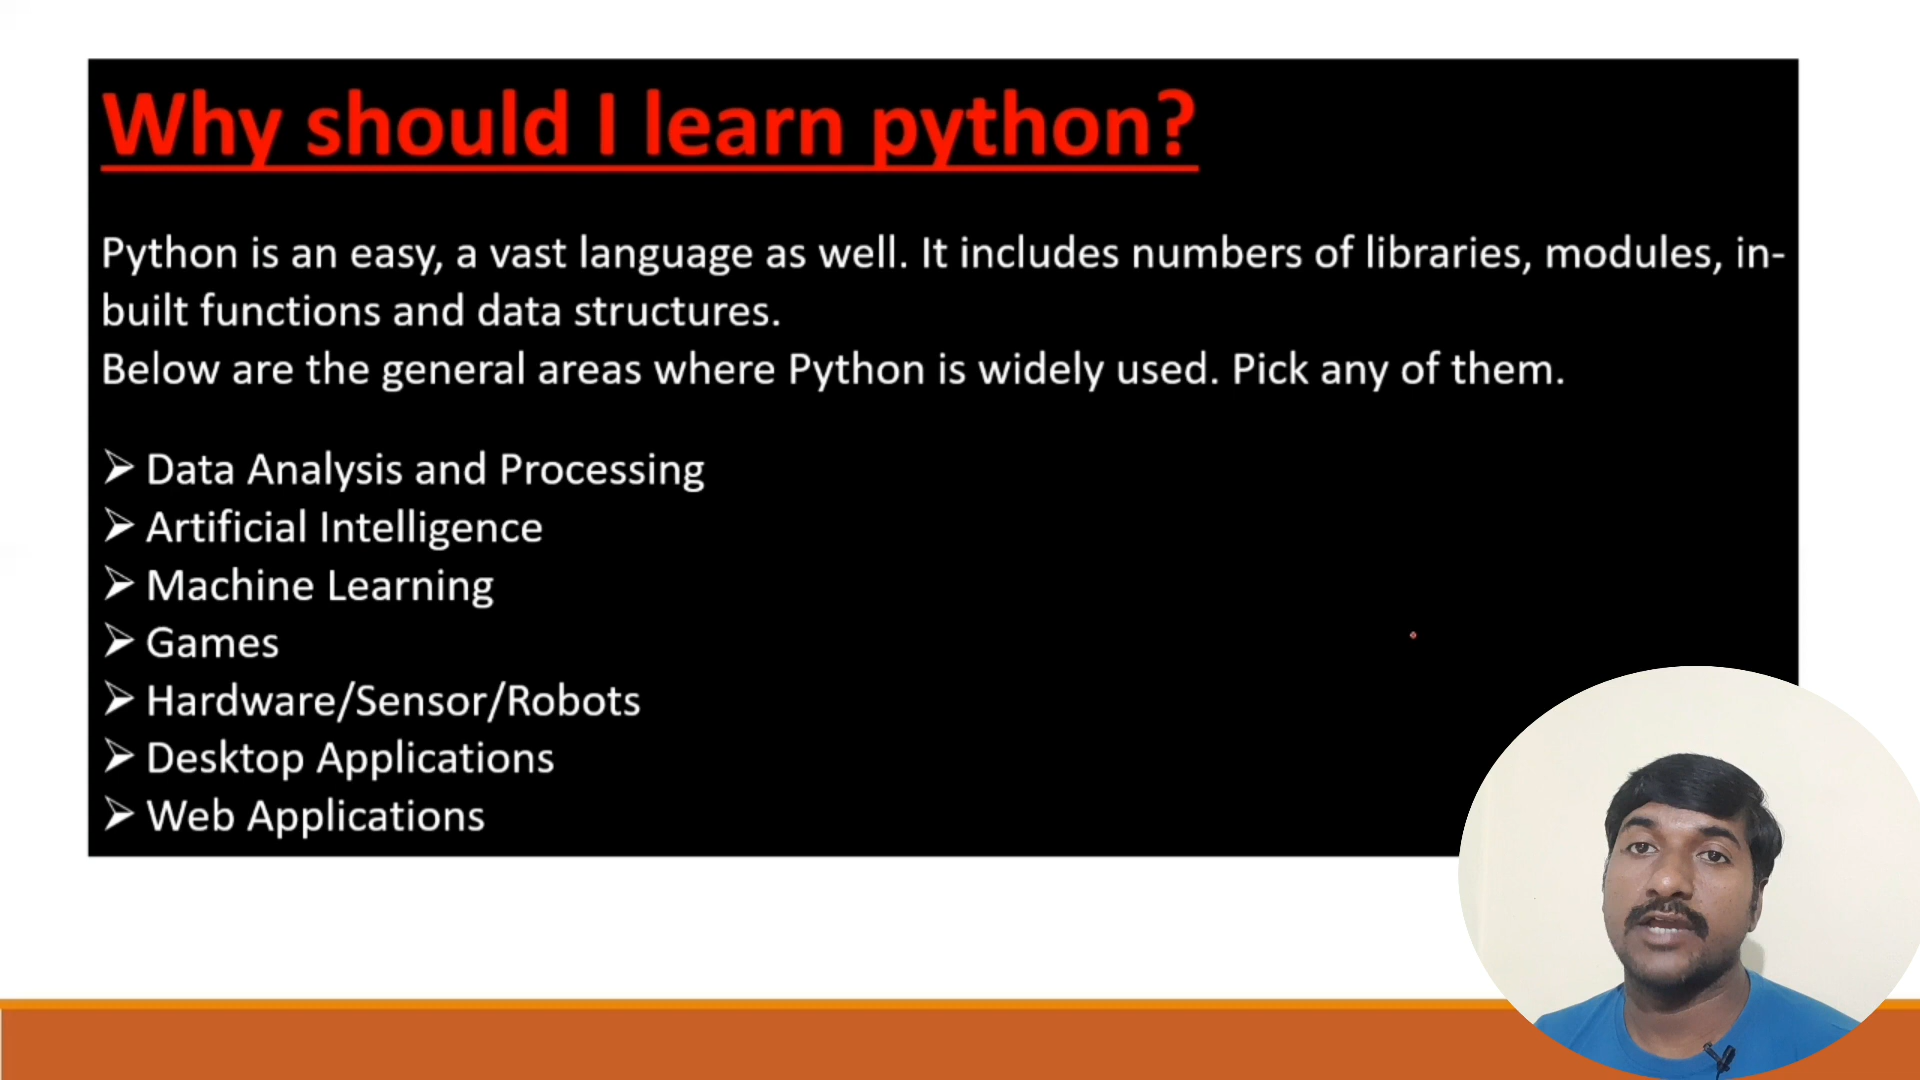 Why should I learn python?
Python is an easy, a vast language as well. It includes numbers of libraries, modules, in-
built functions and data structures.
Below are the general areas where Python is widely used. Pick any of them.
➢ Data Analysis and Processing
➢ Artificial Intelligence
➢ Machine Learning
➢ Games
➢ Hardware/Sensor/Robots
➢ Desktop Applications
➢ Web Applications